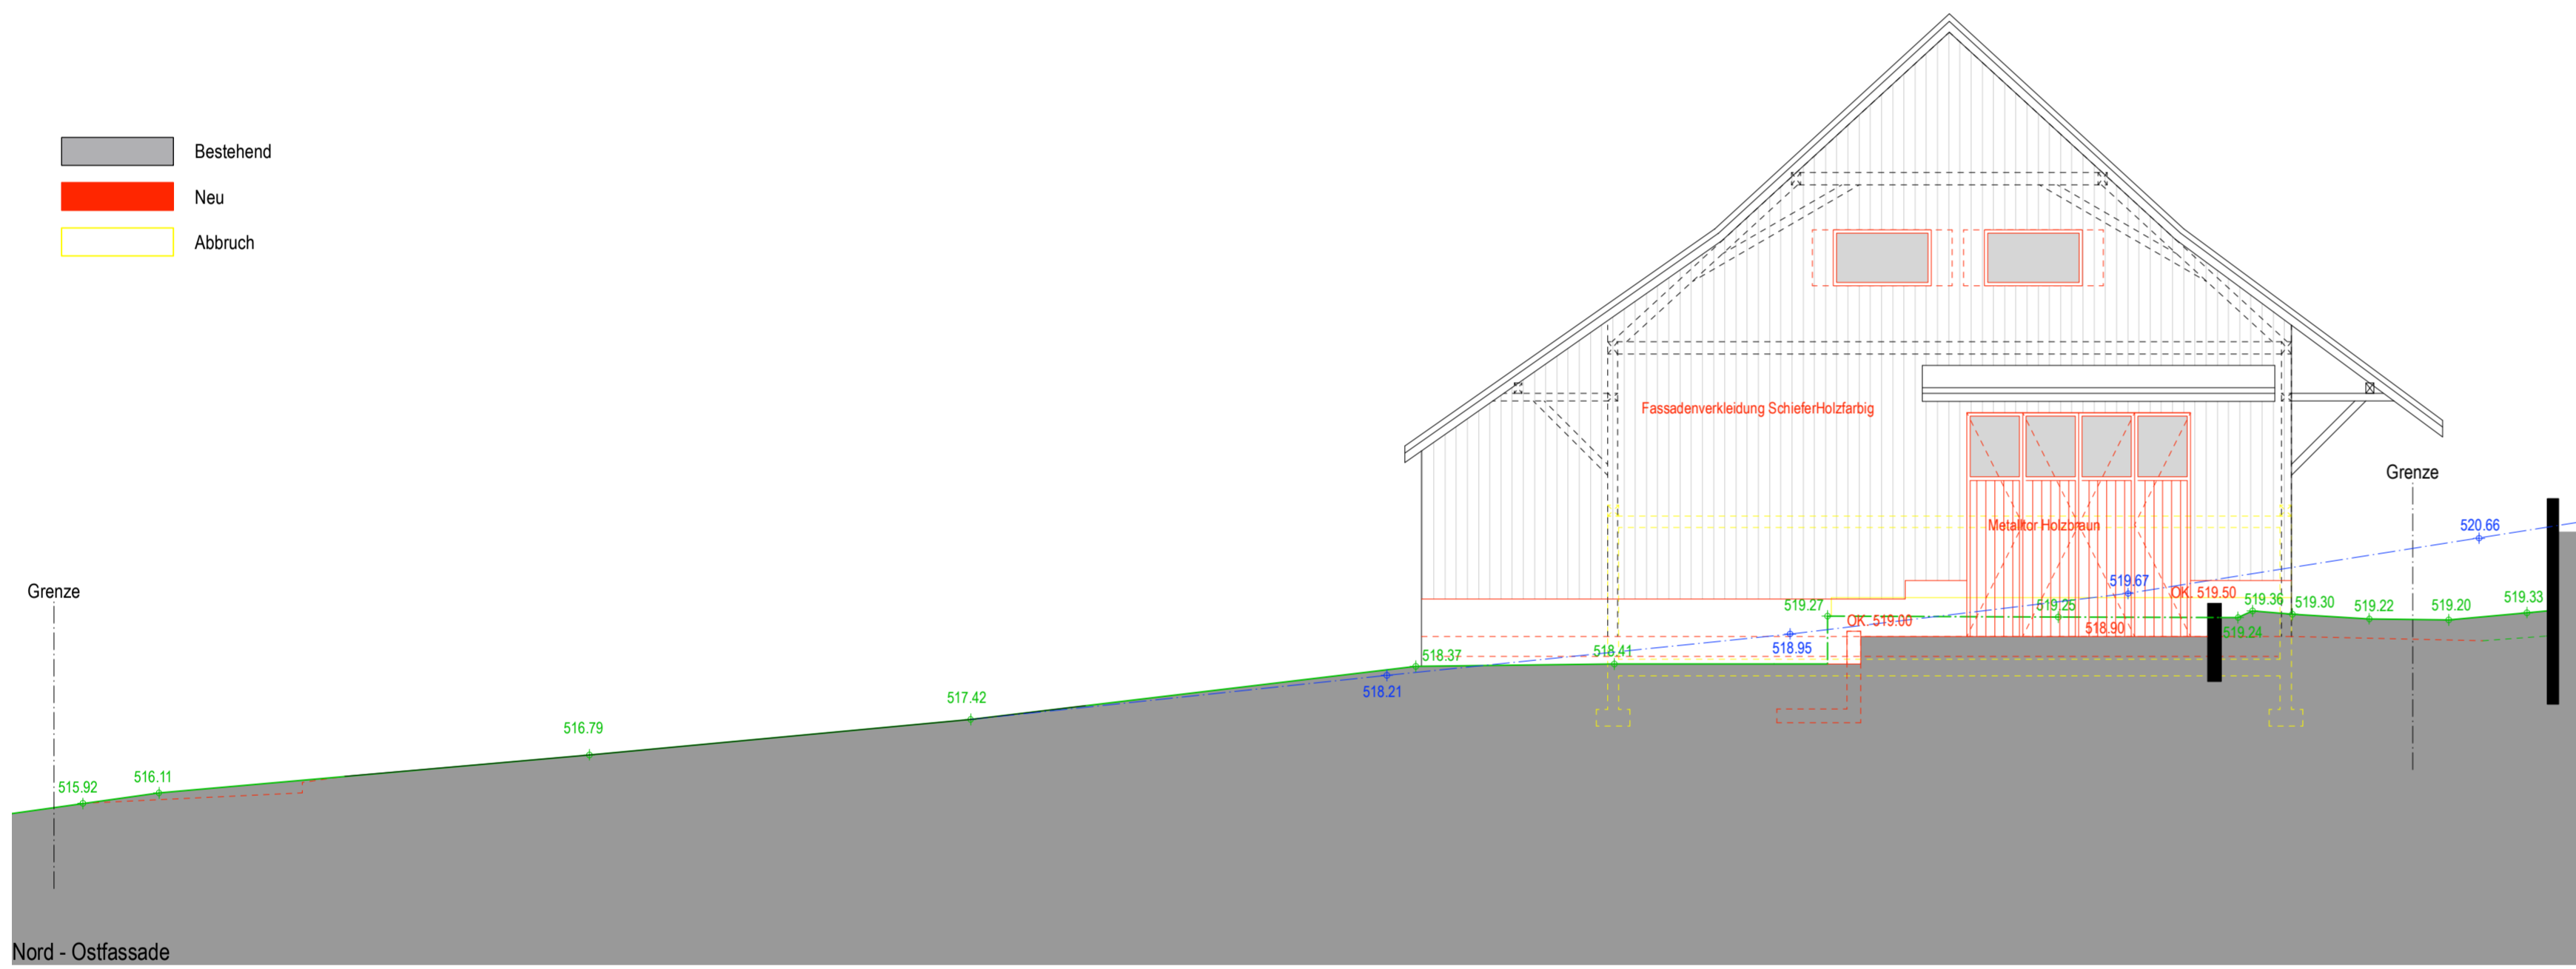 Bestehend
Neu
Abbruch
Fassadenverkleidung SchieferHolzfarbig
Metalltor Holzbraun
Grenze
520.66
Grenze
519.67
OK. 519.50
519.27
519.25
519.36
519.30
519.22
519.20
519.33
OK. 519.00
518.90
519.24
518.95
518.37
518.41
518.21
517.42
516.79
516.11
515.92
Nord - Ostfassade